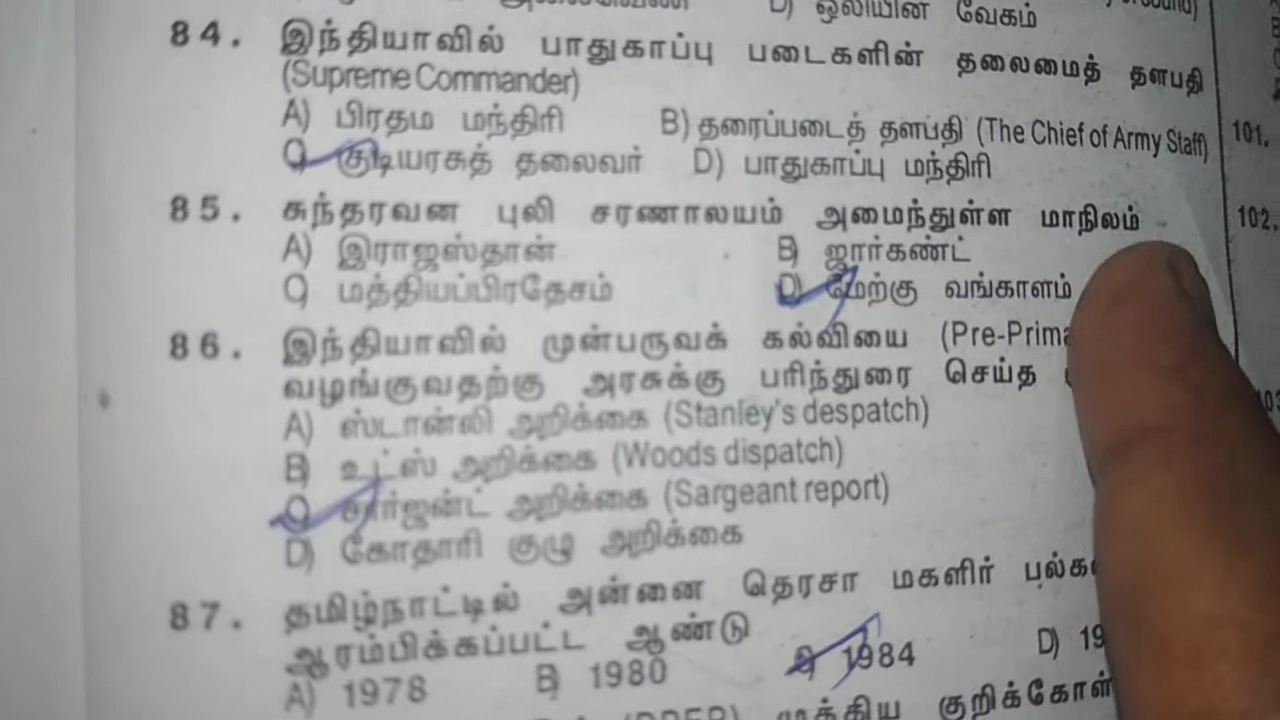 D) ஒலியின் வேகம்
84. இந்தியாவில் பாதுகாப்பு படைகளின் தலைமைத் தளபதி
(Supreme Commander)
A) பிரதம மந்திரி B) தரைப்படைத் தளபதி (The Chief of Army Staff)
C) குடியரசுத் தலைவர் D) பாதுகாப்பு மந்திரி
85. சுந்தரவன புலி சரணாலயம் அமைந்துள்ள மாநிலம்
A) இராஜஸ்தான் B) ஜார்கண்ட்
C) மத்தியப்பிரதேசம் D) மேற்கு வங்காளம்
86. இந்தியாவில் முன்பருவக் கல்வியை (Pre-Prima
வழங்குவதற்கு அரசுக்கு பரிந்துரை செய்த
A) ஸ்டான்லி அறிக்கை (Stanley's despatch)
B) உட்ஸ் அறிக்கை (Woods dispatch)
C) சார்ஜன்ட் அறிக்கை (Sargeant report)
D) கோதாரி குழு அறிக்கை
87. தமிழ்நாட்டில் அன்னை தெரசா மகளிர் பல்க
ஆரம்பிக்கப்பட்ட ஆண்டு
A) 1978 B) 1980 C) 1984 D) 19
முக்கிய குறிக்கோள்
101.
102.